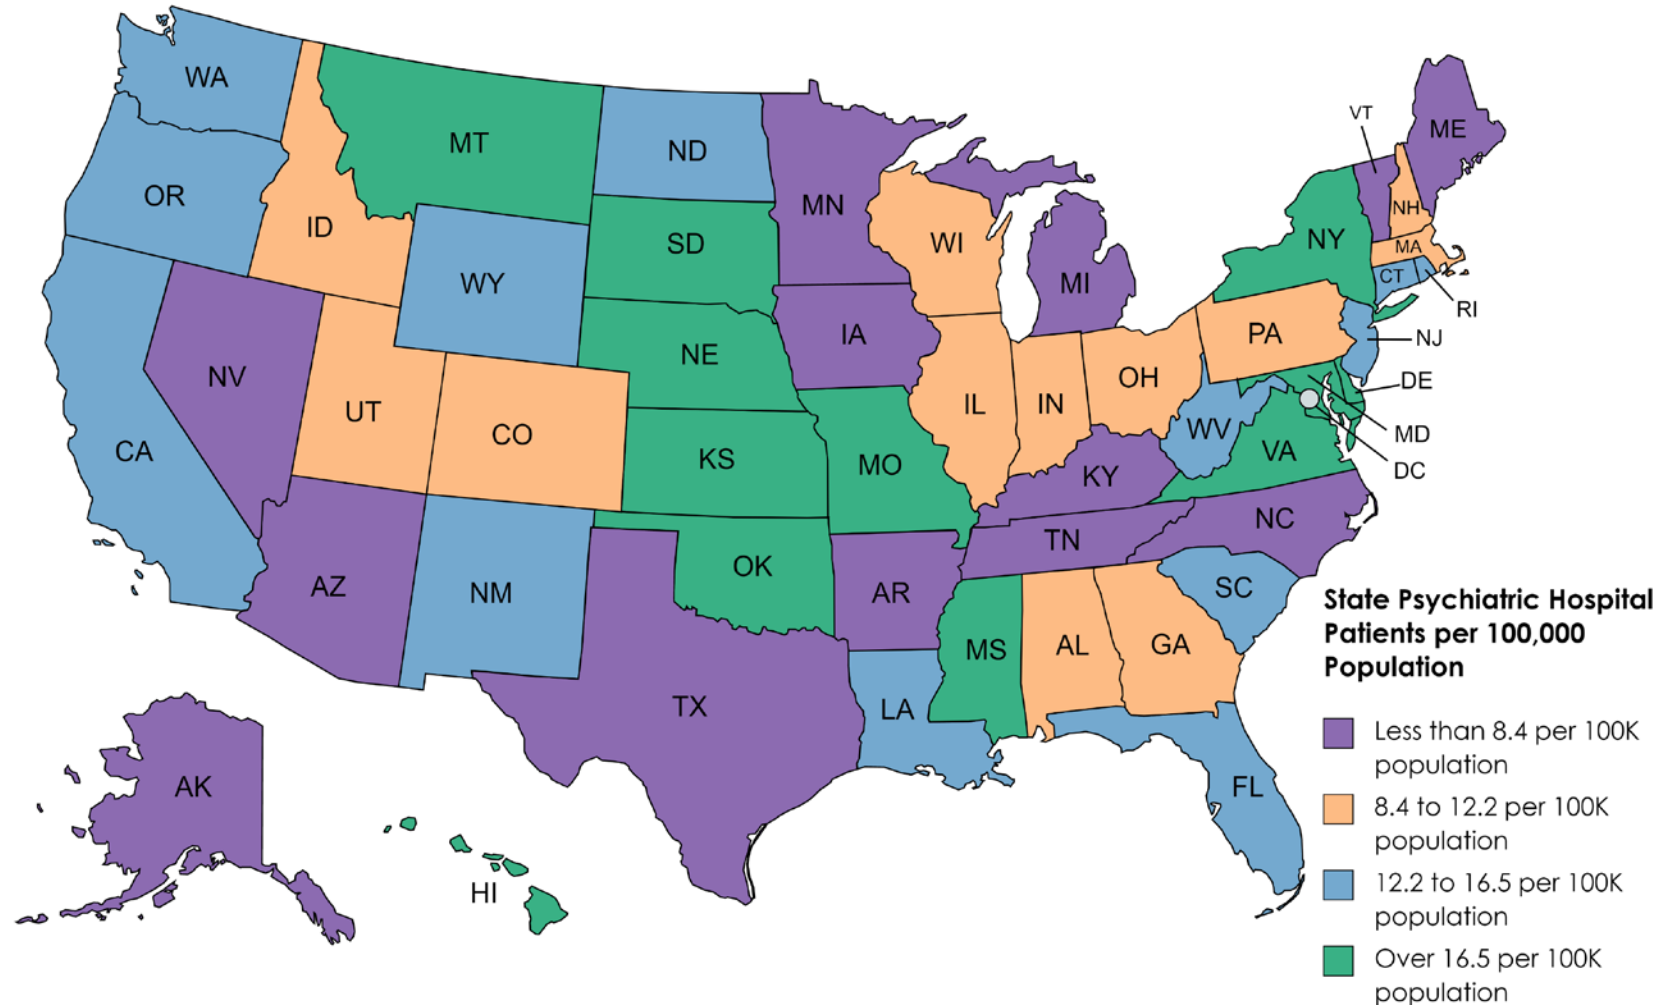 WA
MT
ND
MN
VT
ME
OR
ID
SD
WI
NY
NH
MA
WY
MI
CT
RI
IA
PA
NJ
NE
NV
OH
DE
UT
CO
IL
IN
WV
MD
CA
KS
MO
VA
DC
KY
NC
TN
OK
AZ
NM
AR
SC
MS
AL
GA
TX
LA
FL
AK
HI
State Psychiatric Hospital
Patients per 100,000
Population
Less than 8.4 per 100K
population
8.4 to 12.2 per 100K
population
12.2 to 16.5 per 100K
population
Over 16.5 per 100K
population